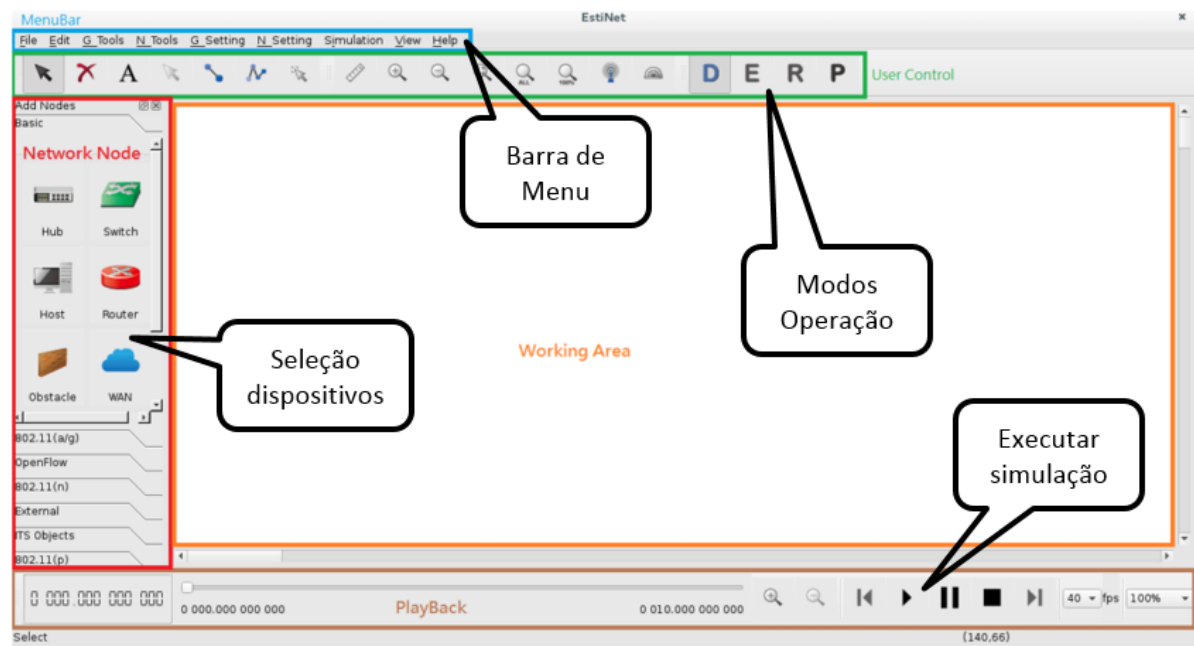 EstiNet
MenuBar
File Edit G_Tools N_Tools G_Setting N_Setting Simulation View Help
A ALL 100% D E R P User Control
Add Nodes
Basic
Network Node
Hub Switch
Host Router
Obstacle WAN
802.11(a/g)
OpenFlow
802.11(n)
External
ITS Objects
802.11(p)
Barra de
Menu
Modos
Operação
Seleção
dispositivos
Working Area
Executar
simulação
0 000.000 000 000
0 000.000 000 000
PlayBack
0 010.000 000 000
40 fps 100%
Select
(140,66)